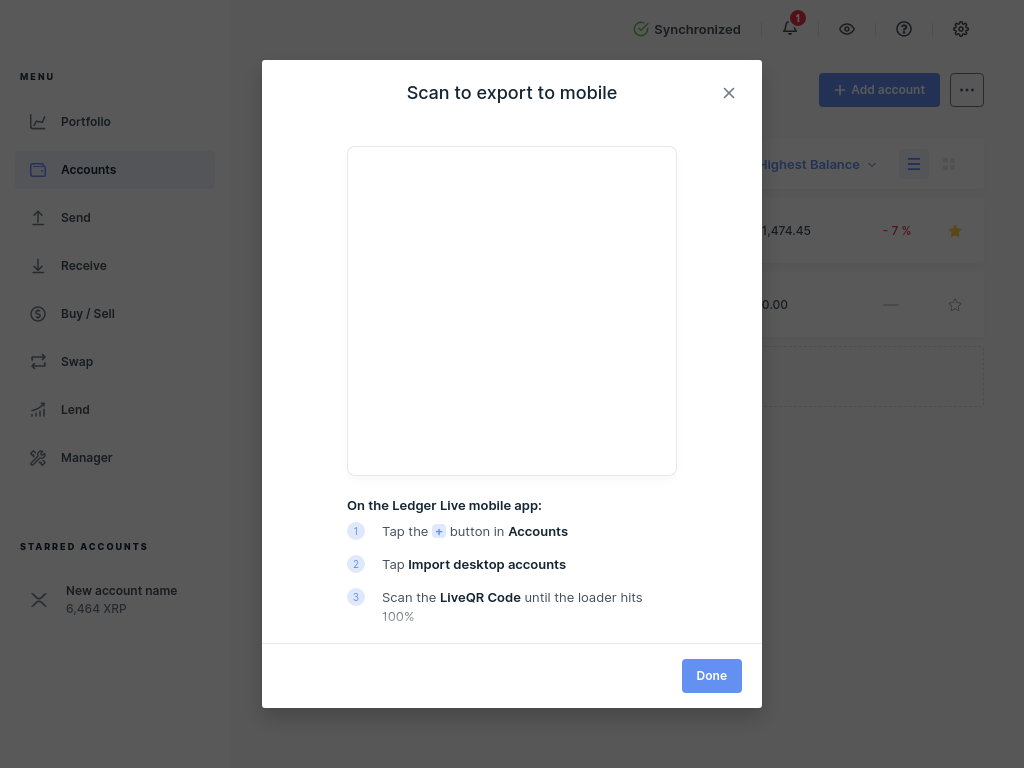 Synchronized
1
MENU
Portfolio
Accounts
Send
Receive
Buy / Sell
Swap
Lend
Manager
STARRED ACCOUNTS
New account name
6,464 XRP
+ Add account
Highest Balance
1,474.45
- 7 %
0.00
—
Scan to export to mobile
On the Ledger Live mobile app:
1 Tap the + button in Accounts
2 Tap Import desktop accounts
3 Scan the LiveQR Code until the loader hits
100%
Done